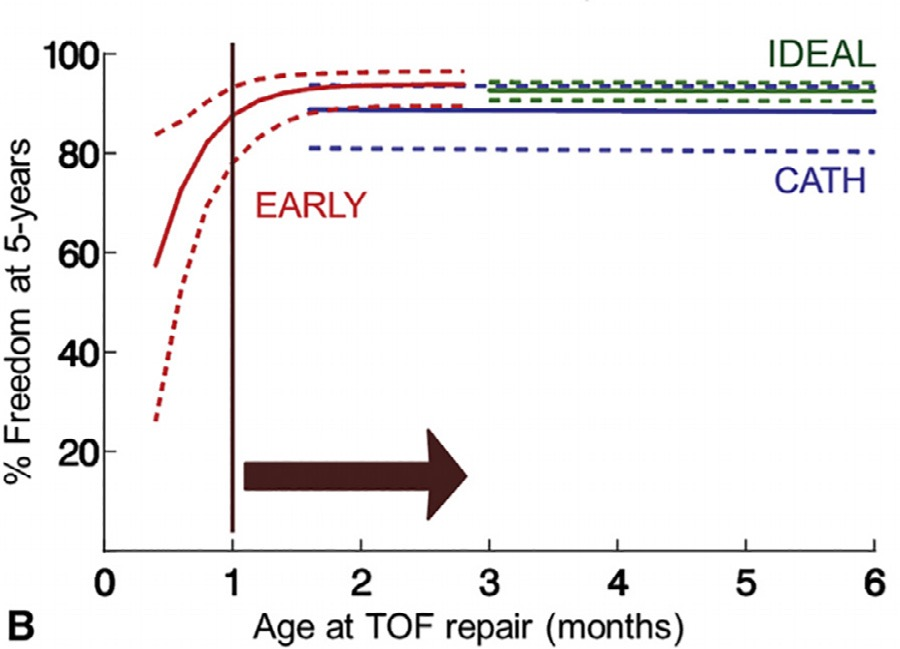 % Freedom at 5-years
100
80
60
40
20
IDEAL
CATH
EARLY
0 1 2 3 4 5 6
Age at TOF repair (months)
B